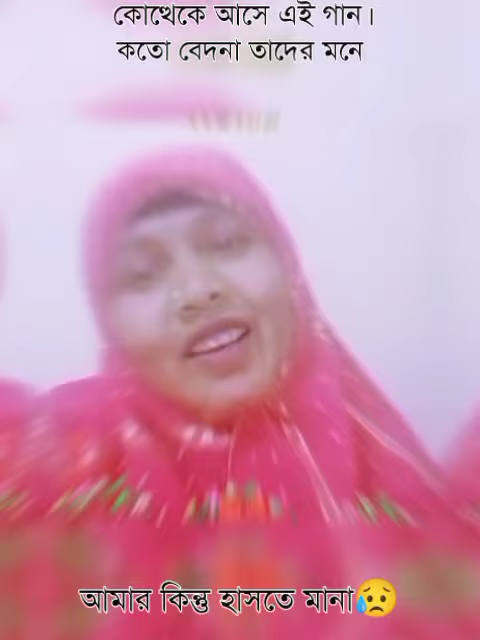 কোত্থেকে আসে এই গান।
কতো বেদনা তাদের মনে
আমার কিন্তু হাসতে মানা😥